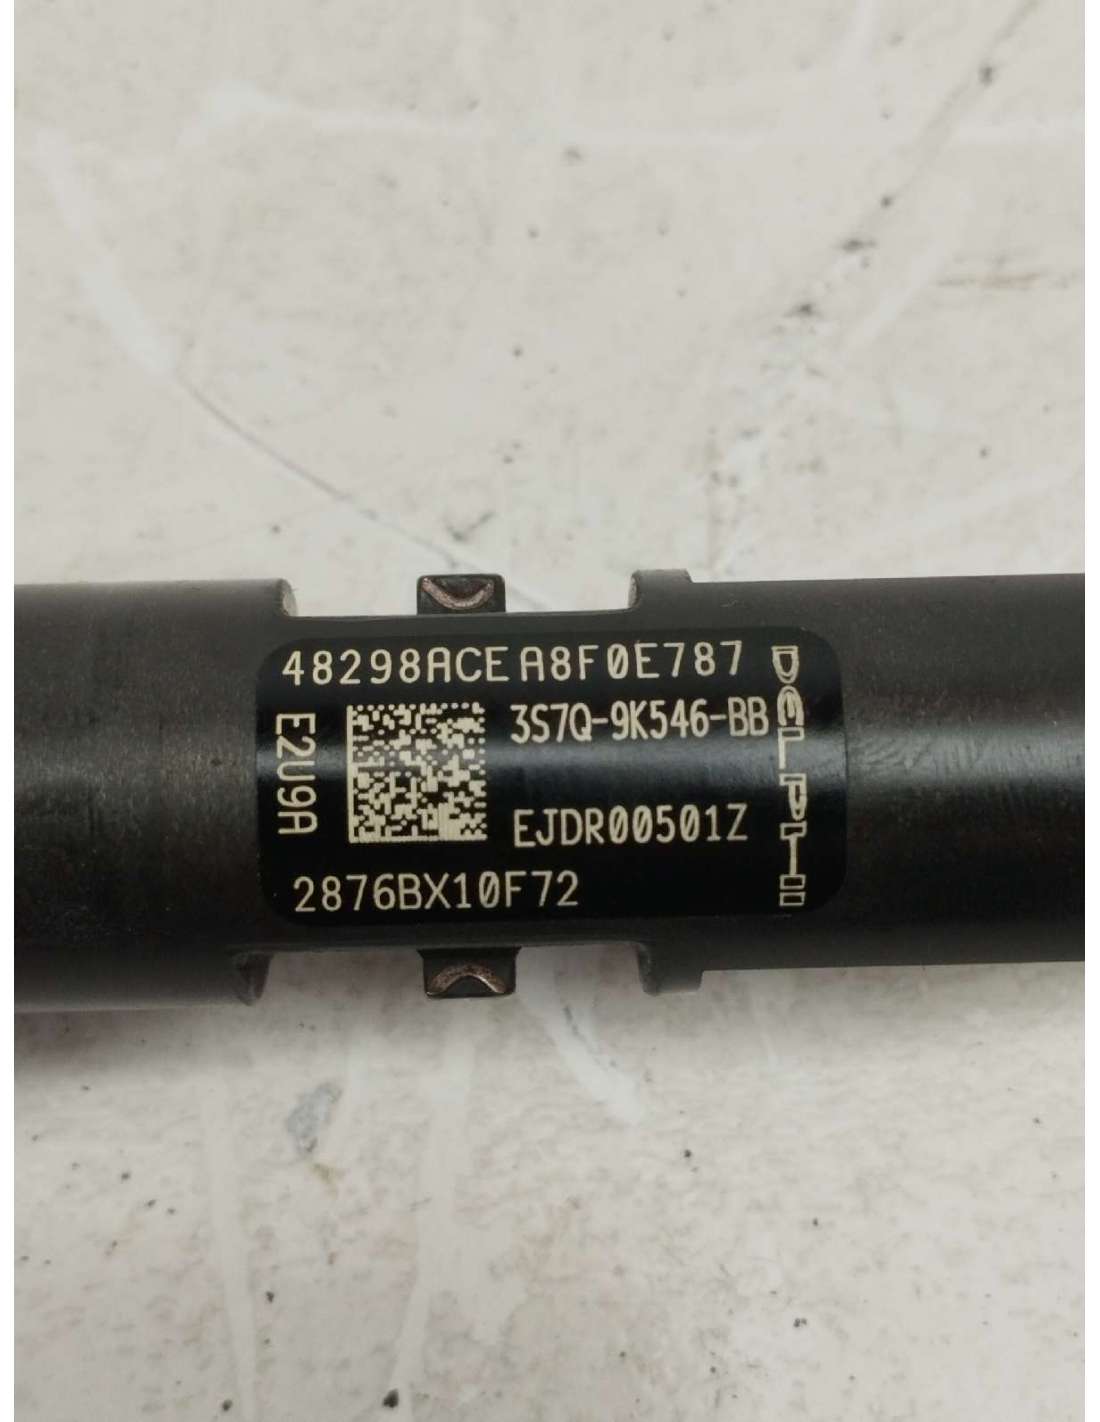 48298ACE A8F0E787
3S7Q-9K546-BB
EJDR00501Z
2876BX10F72
E2U9A
DELPHI